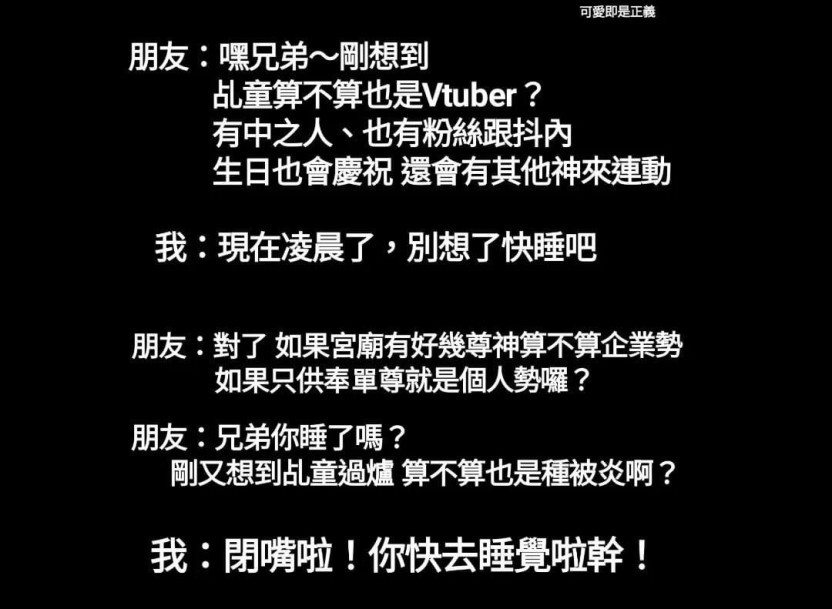 可愛即是正義
朋友：嘿兄弟～剛想到
乩童算不算也是Vtuber？
有中之人、也有粉絲跟抖內
生日也會慶祝 還會有其他神來連動
我：現在凌晨了，別想了快睡吧
朋友：對了 如果宮廟有好幾尊神算不算企業勢
如果只供奉單尊就是個人勢囉？
朋友：兄弟你睡了嗎？
剛又想到乩童過爐 算不算也是種被炎啊？
我：閉嘴啦！你快去睡覺啦幹！